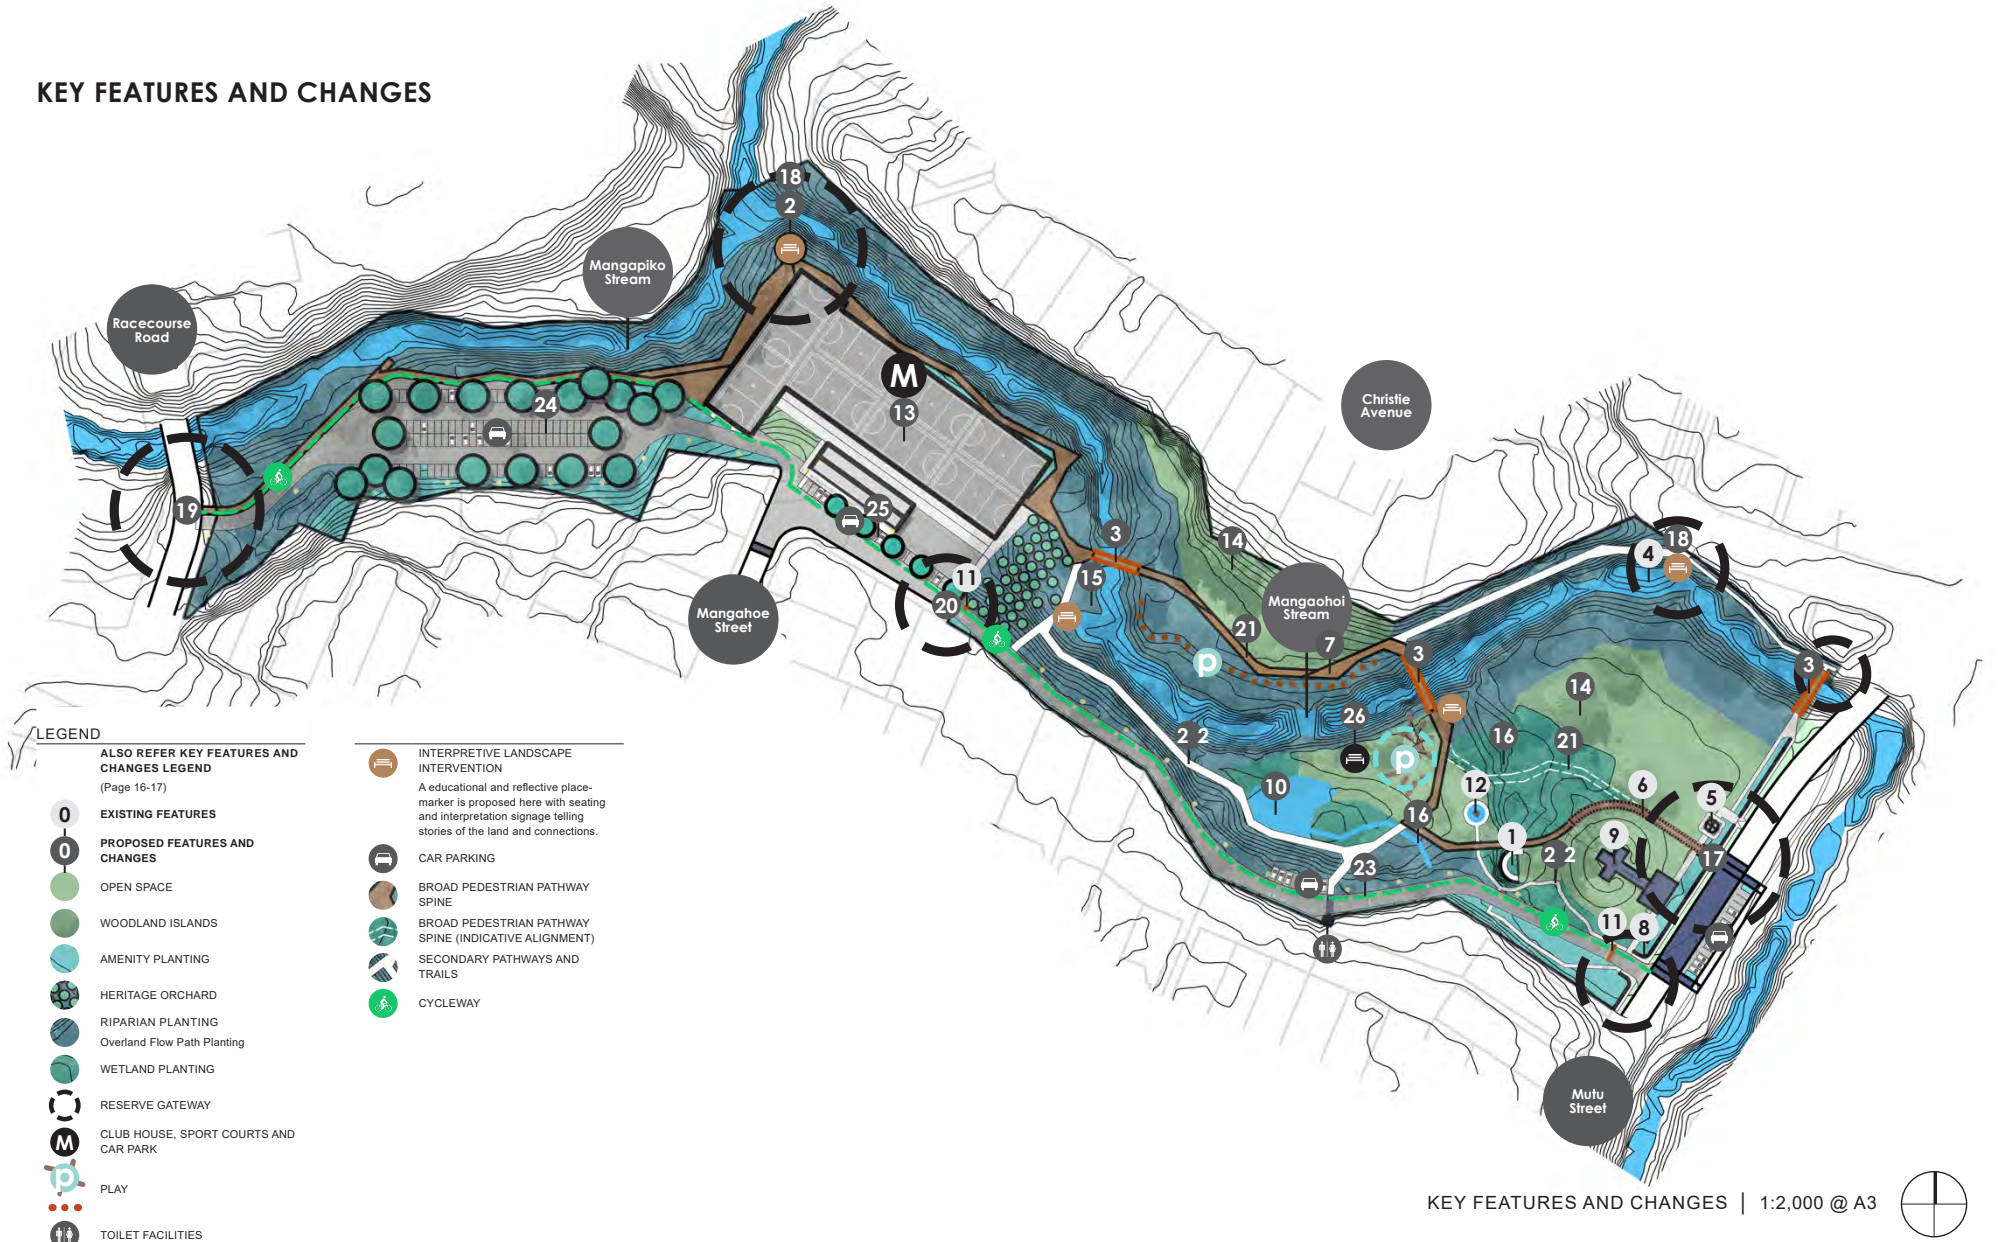 KEY FEATURES AND CHANGES
18
2
Mangapiko
Stream
Racecourse
Road
M
13
24
Christie
Avenue
19
25
3
14
18
4
11
15
20
Mangahoe
Street
Mangaohoi
Stream
21
7
3
3
p
14
26
2 2
16
21
p
10
12
6
5
16
1
9
2 2
17
23
11
8
Mutu
Street
LEGEND
ALSO REFER KEY FEATURES AND
CHANGES LEGEND
(Page 16-17)
0
EXISTING FEATURES
0
PROPOSED FEATURES AND
CHANGES
OPEN SPACE
WOODLAND ISLANDS
AMENITY PLANTING
HERITAGE ORCHARD
RIPARIAN PLANTING
Overland Flow Path Planting
WETLAND PLANTING
RESERVE GATEWAY
M
CLUB HOUSE, SPORT COURTS AND
CAR PARK
p
PLAY
TOILET FACILITIES
INTERPRETIVE LANDSCAPE
INTERVENTION
A educational and reflective place-
marker is proposed here with seating
and interpretation signage telling
stories of the land and connections.
CAR PARKING
BROAD PEDESTRIAN PATHWAY
SPINE
BROAD PEDESTRIAN PATHWAY
SPINE (INDICATIVE ALIGNMENT)
SECONDARY PATHWAYS AND
TRAILS
CYCLEWAY
KEY FEATURES AND CHANGES | 1:2,000 @ A3